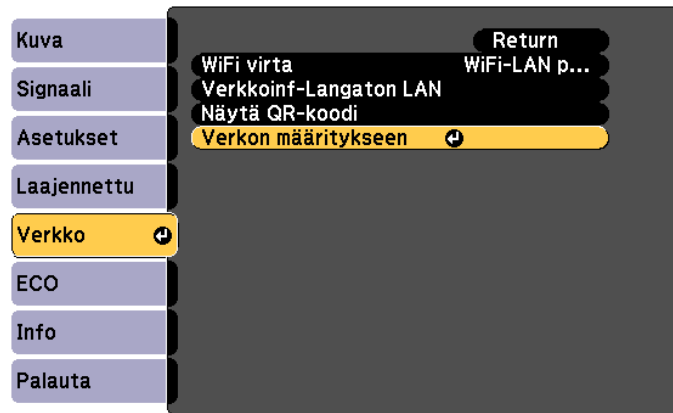 Kuva
Signaali
Asetukset
Laajennettu
Verkko
ECO
Info
Palauta
Return
WiFi virta WiFi-LAN p...
Verkkoinf-Langaton LAN
Näytä QR-koodi
Verkon määritykseen